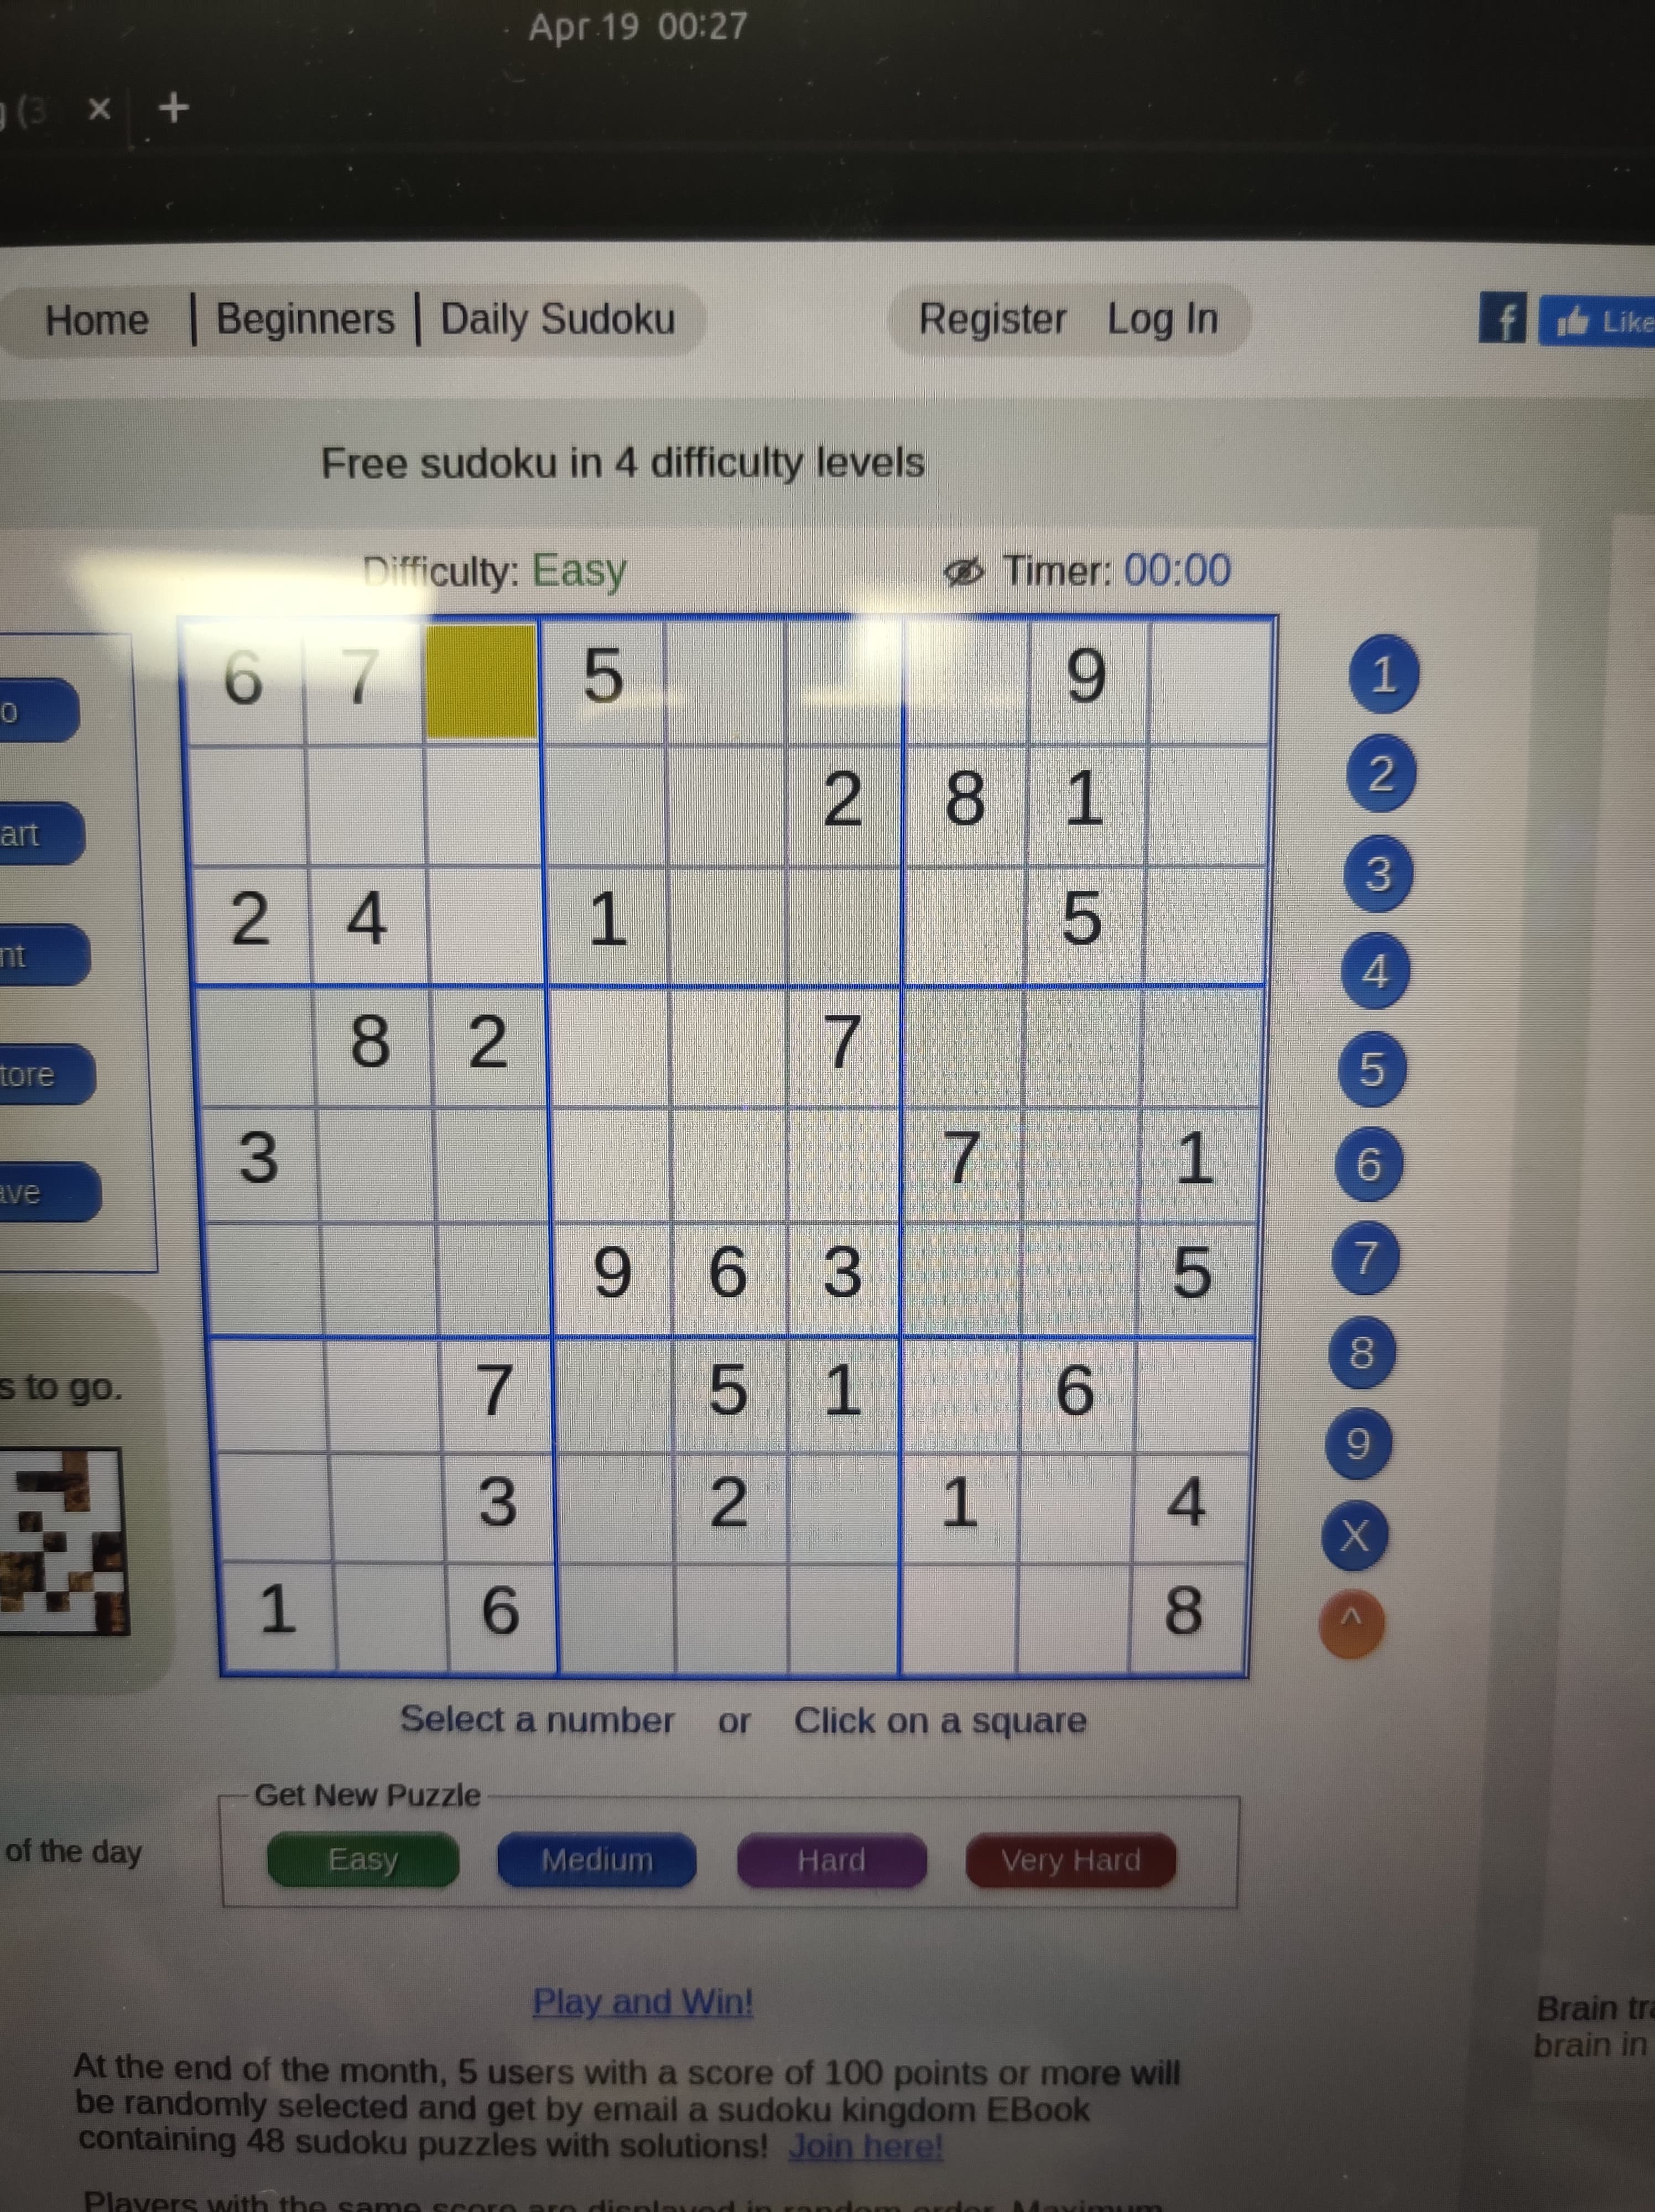 Apr 19 00:27
×
+
Home | Beginners | Daily Sudoku
Register Log In
f
Like
Free sudoku in 4 difficulty levels
Difficulty: Easy
Timer: 00:00
6 7 5 9
2 8 1
2 4 1 5
8 2 7
3 7 1
9 6 3 5
7 5 1 6
3 2 1 4
1 6 8
1
2
3
4
5
6
7
8
9
X
^
s to go.
of the day
Select a number or Click on a square
Get New Puzzle
Easy Medium Hard Very Hard
Play and Win!
At the end of the month, 5 users with a score of 100 points or more will
be randomly selected and get by email a sudoku kingdom EBook
containing 48 sudoku puzzles with solutions! Join here!
Players with the same score are displayed in random order. Maximum
Brain
brain in